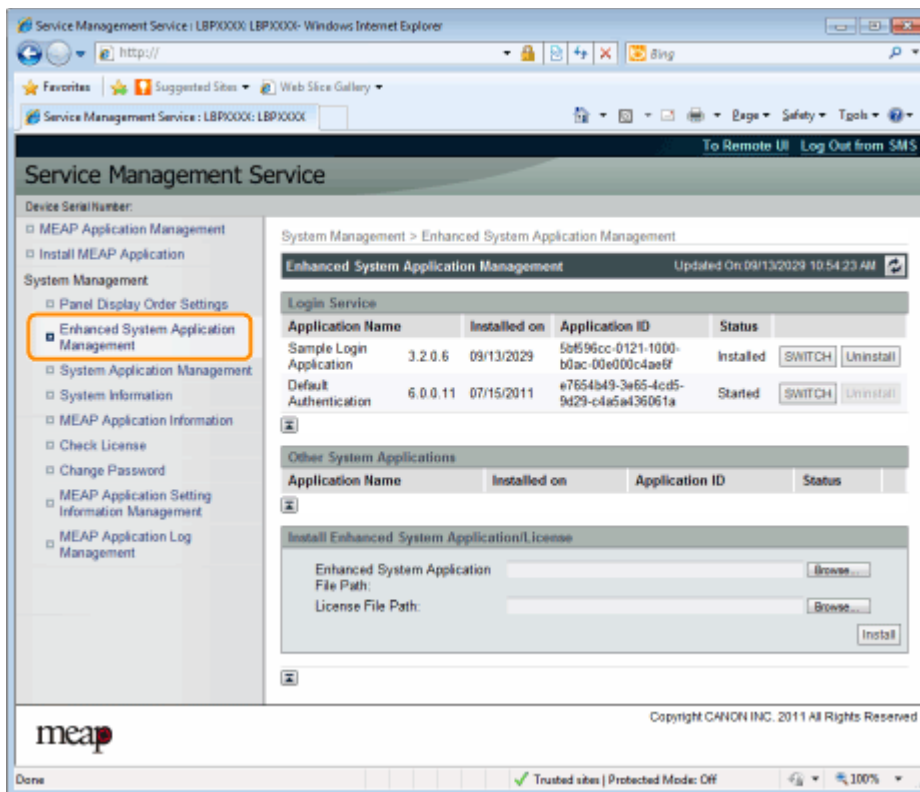 Service Management Service : LBPXXXX: LBPXXXX- Windows Internet Explorer
http://
Bing
Favorites
Suggested Sites
Web Slice Gallery
Service Management Service : LBPXXXX: LBPXXXX
Page
Safety
Tools
To Remote UI Log Out from SMS
Service Management Service
Device Serial Number:
MEAP Application Management
Install MEAP Application
System Management
Panel Display Order Settings
Enhanced System Application
Management
System Application Management
System Information
MEAP Application Information
Check License
Change Password
MEAP Application Setting
Information Management
MEAP Application Log
Management
System Management > Enhanced System Application Management
Enhanced System Application Management Updated On:09/13/2029 10:54:23 AM
Login Service
Application Name Installed on Application ID Status
Sample Login
Application 3.2.0.6 09/13/2029 5bf596cc-0121-1000-
b0ac-00e000c4ae6f Installed SWITCH Uninstall
Default
Authentication 6.0.0.11 07/15/2011 e7654b49-3e65-4cd5-
9d29-c4a5a436061a Started SWITCH Uninstall
Other System Applications
Application Name Installed on Application ID Status
Install Enhanced System Application/License
Enhanced System Application
File Path: Browse...
License File Path: Browse...
Install
Copyright CANON INC. 2011 All Rights Reserved
meap
Done Trusted sites | Protected Mode: Off 100%